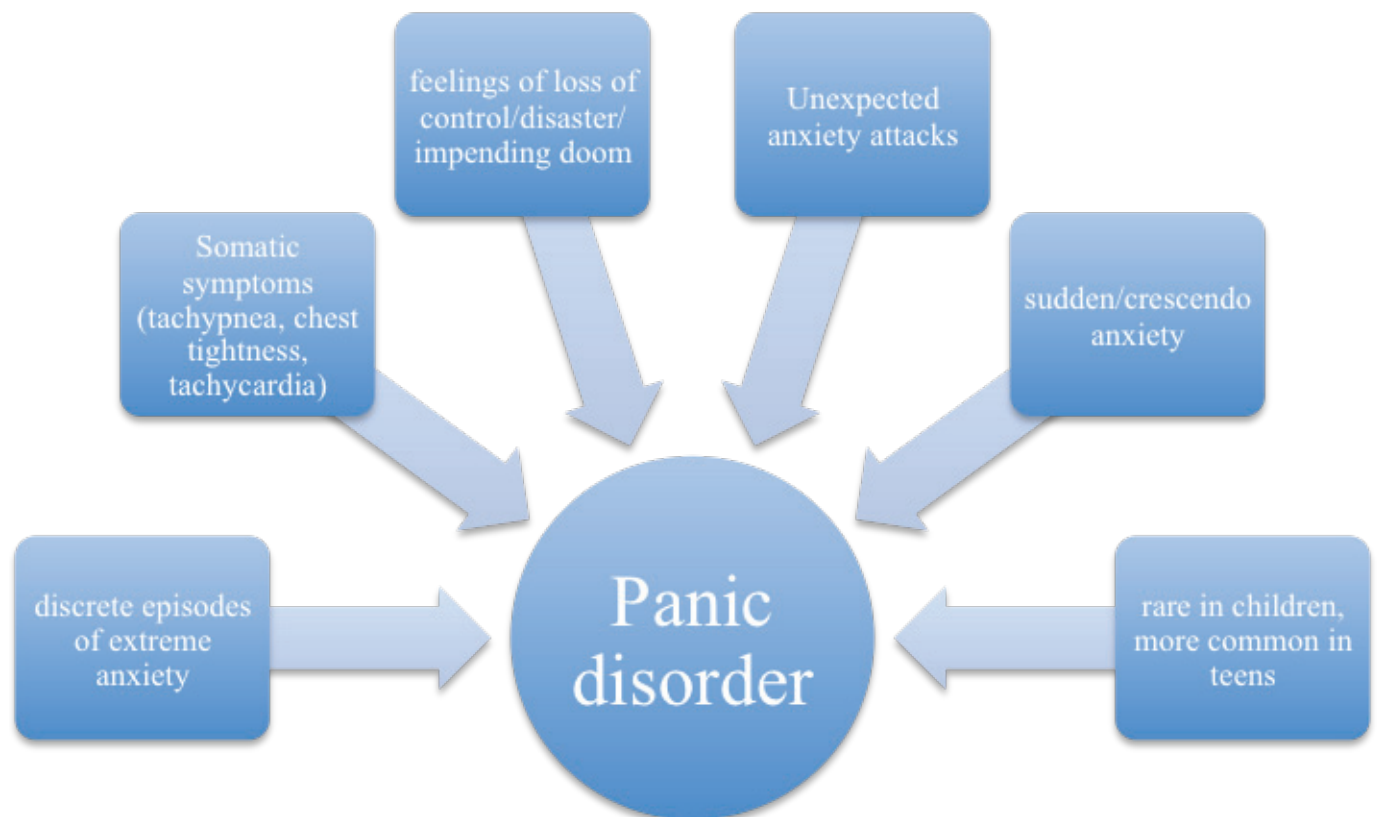 feelings of loss of
control/disaster/
impending doom
Unexpected
anxiety attacks
Somatic
symptoms
(tachypnea, chest
tightness,
tachycardia)
sudden/crescendo
anxiety
discrete episodes
of extreme
anxiety
Panic
disorder
rare in children,
more common in
teens